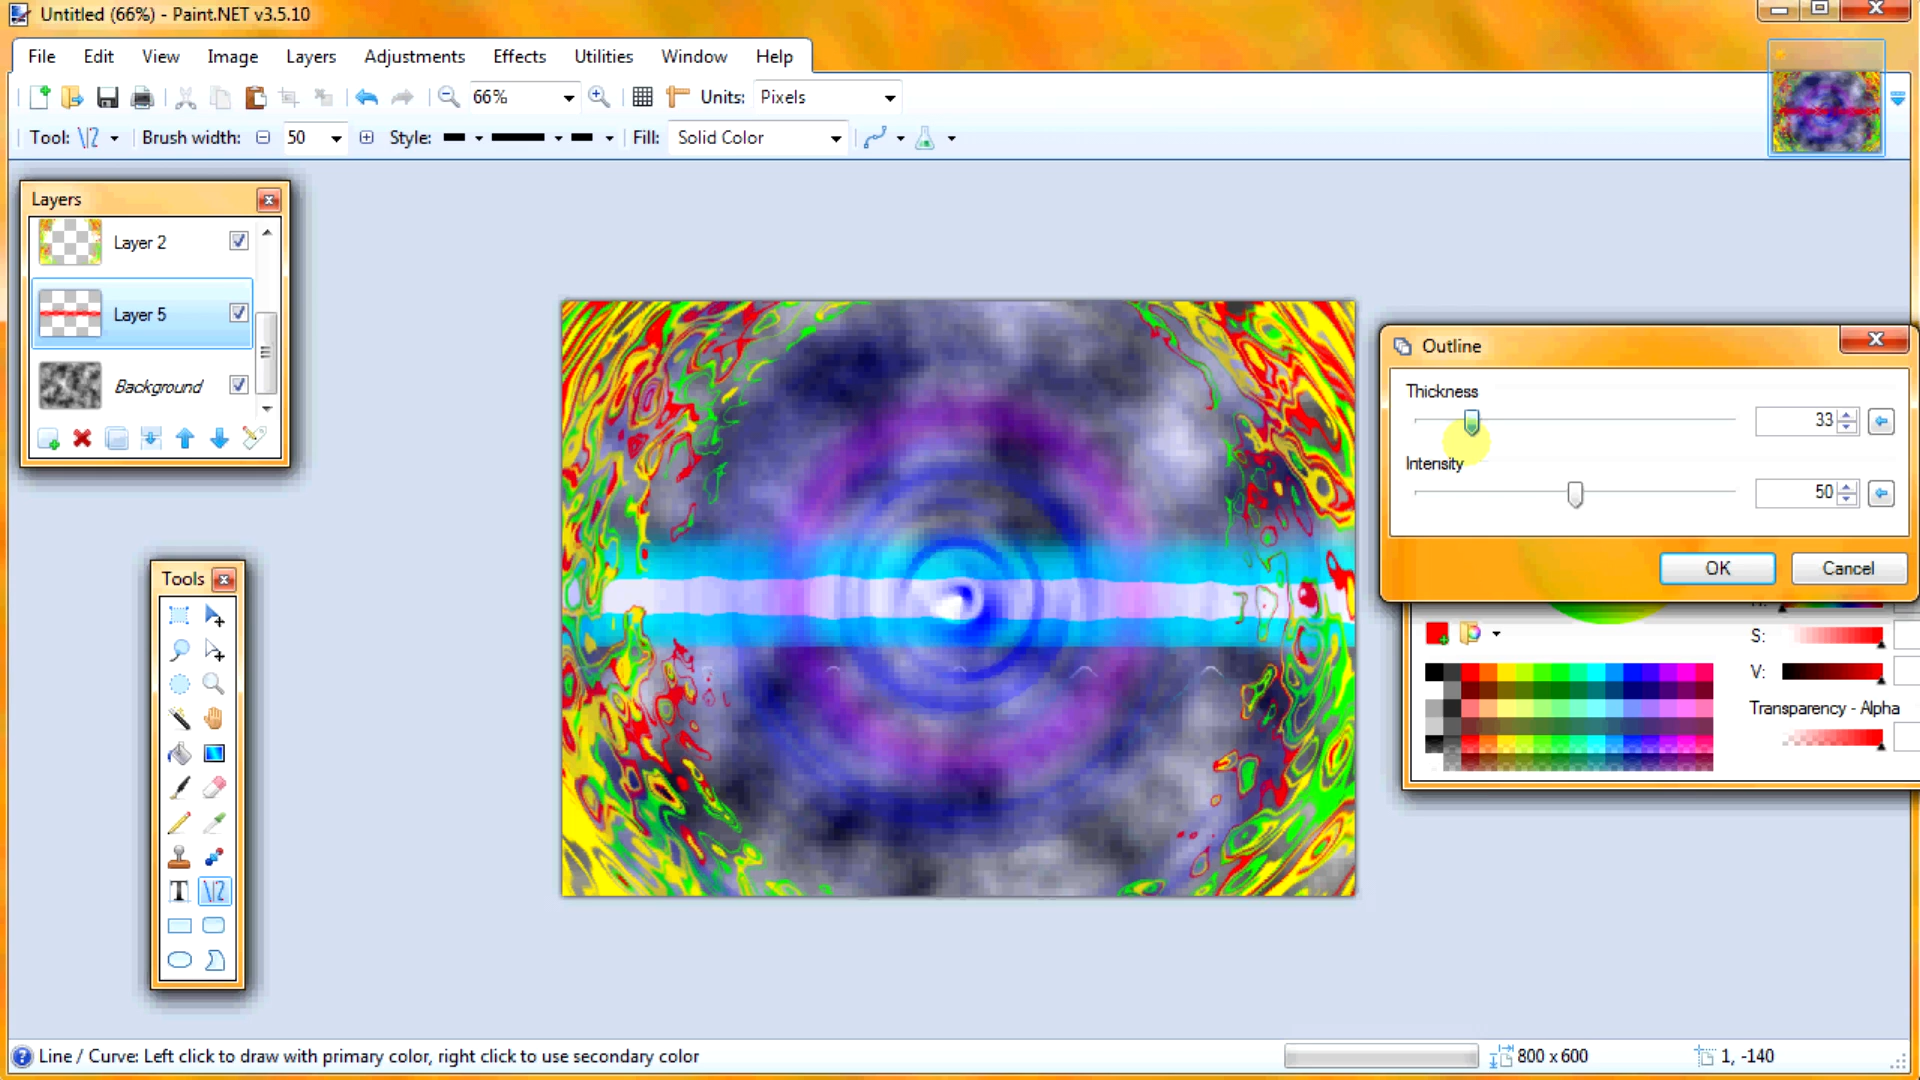 Untitled (66%) - Paint.NET v3.5.10
File Edit View Image Layers Adjustments Effects Utilities Window Help
66% Units: Pixels
Tool: Brush width: 50 Style: Fill: Solid Color
Layers
Layer 2
Layer 5
Background
Outline
Thickness
33
Intensity
50
OK Cancel
S:
V:
Transparency - Alpha
Tools
Line / Curve: Left click to draw with primary color, right click to use secondary color
800 x 600
1, -140